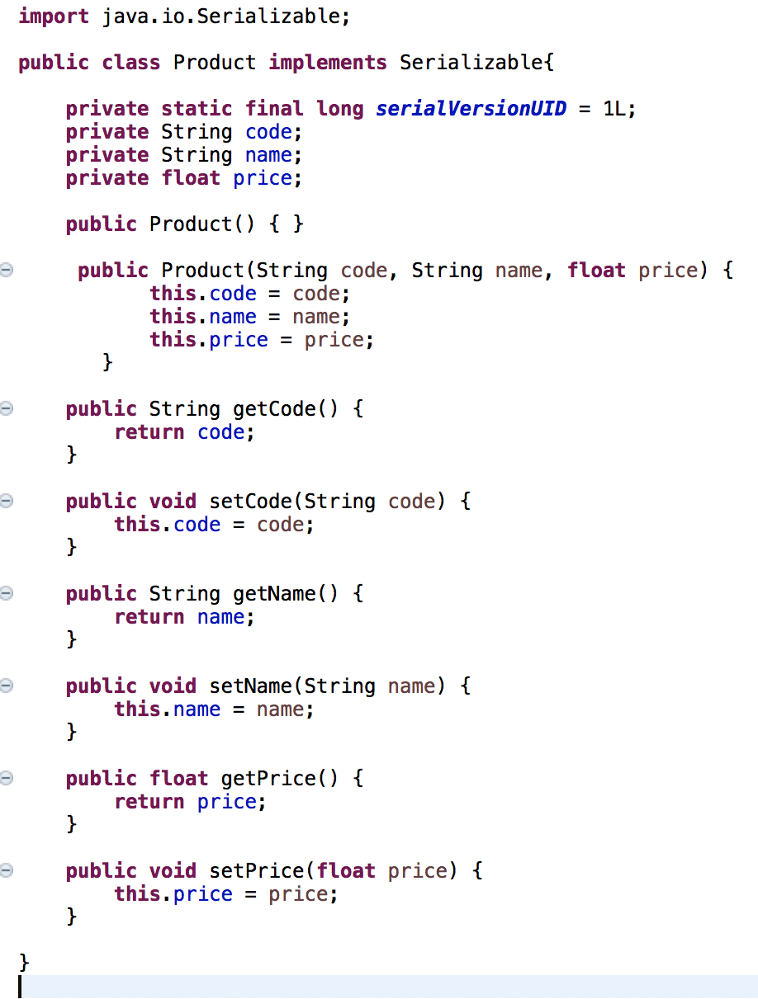 import java.io.Serializable;
public class Product implements Serializable{
private static final long serialVersionUID = 1L;
private String code;
private String name;
private float price;
public Product() { }
public Product(String code, String name, float price) {
this.code = code;
this.name = name;
this.price = price;
}
public String getCode() {
return code;
}
public void setCode(String code) {
this.code = code;
}
public String getName() {
return name;
}
public void setName(String name) {
this.name = name;
}
public float getPrice() {
return price;
}
public void setPrice(float price) {
this.price = price;
}
}